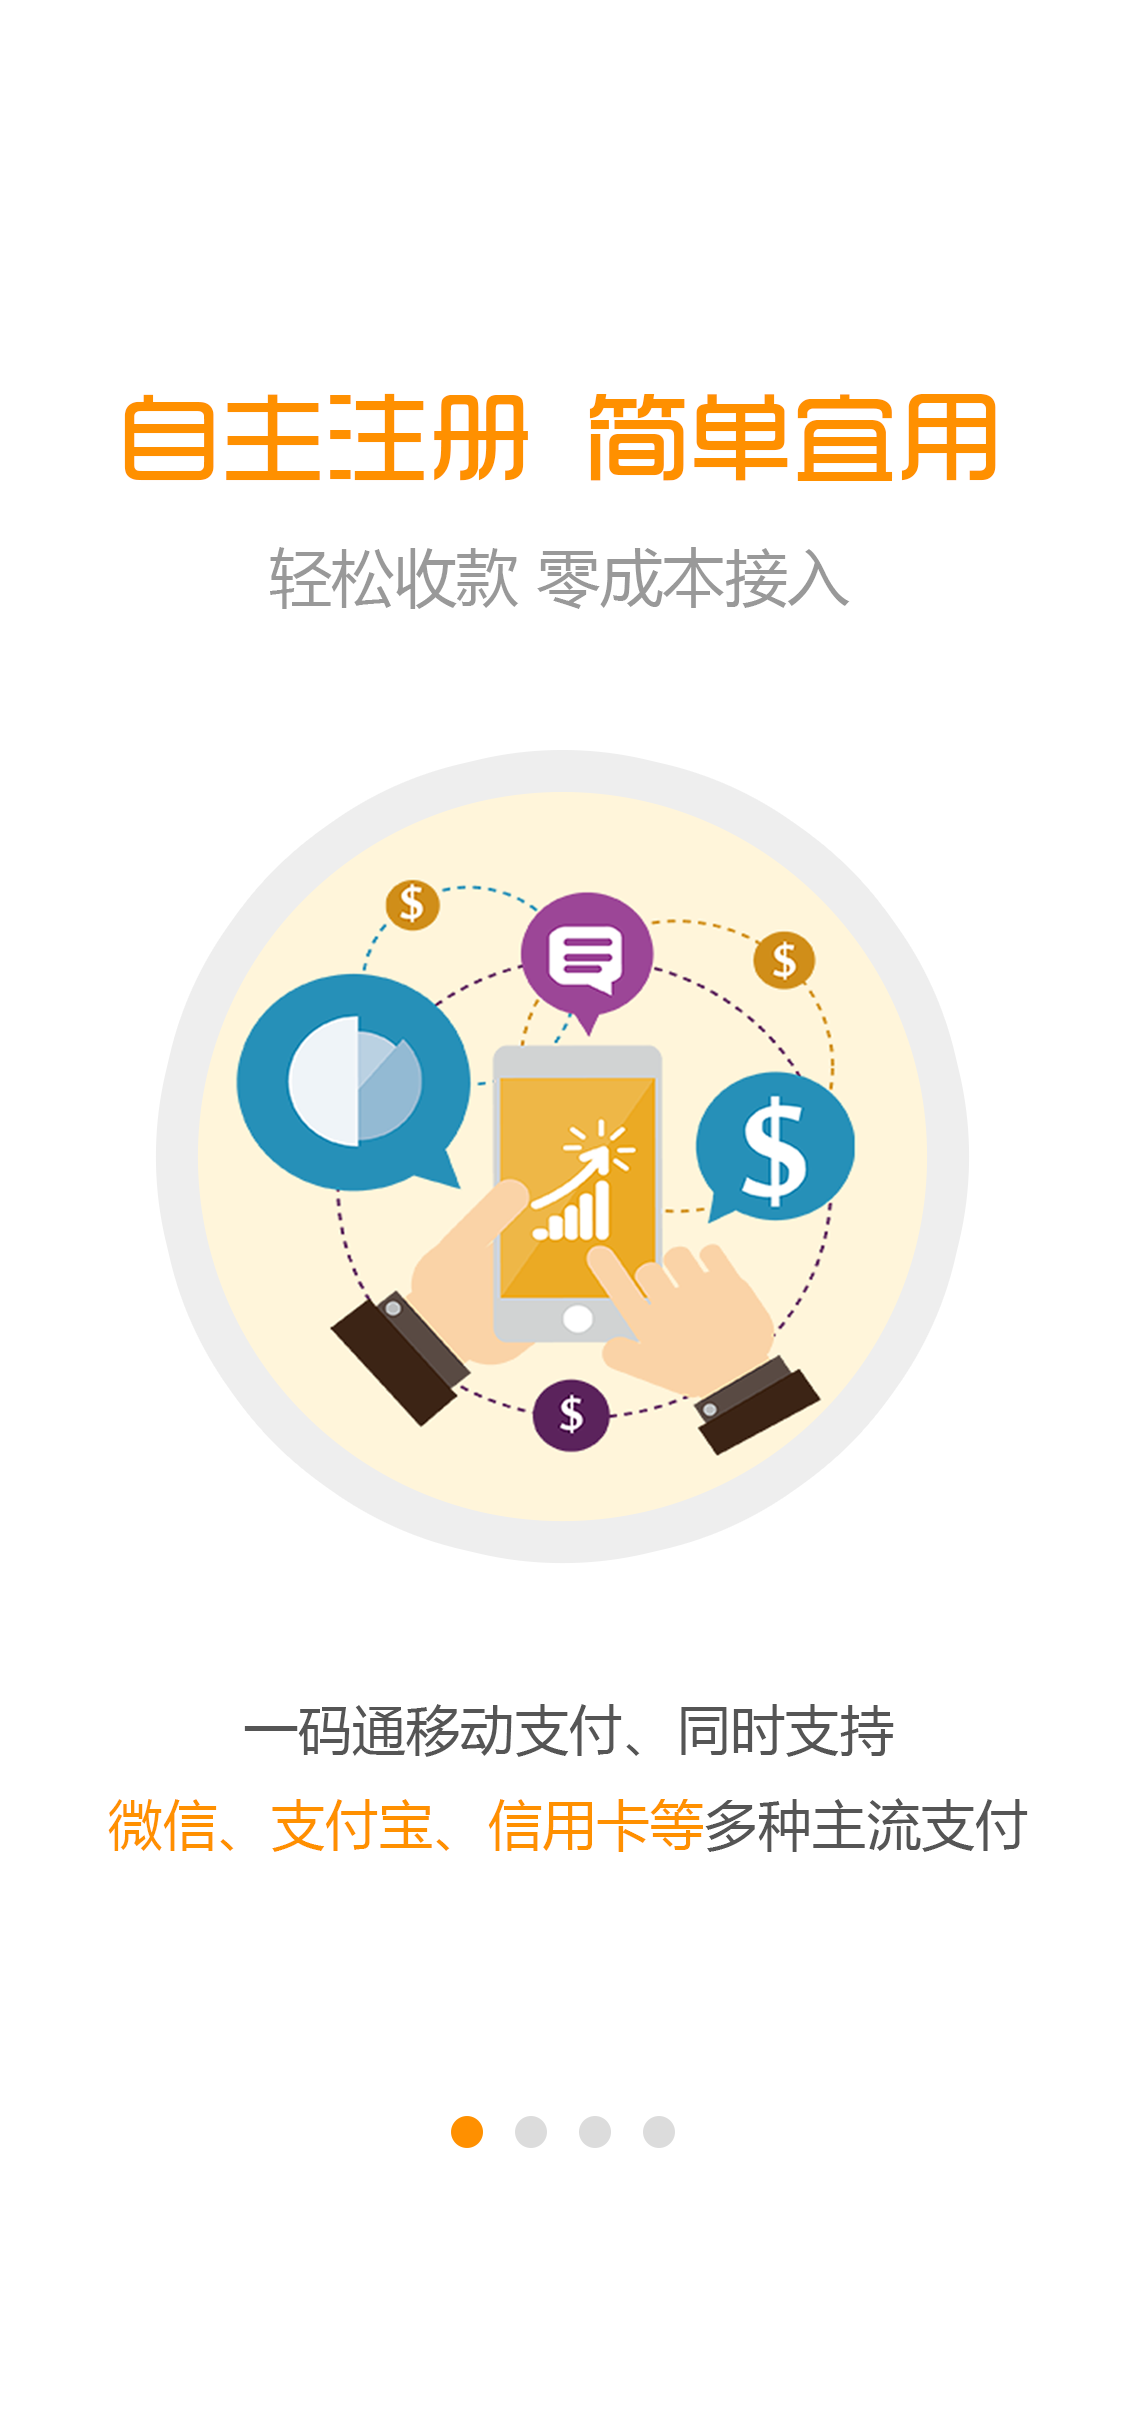 自主注册 简单宜用
轻松收款 零成本接入
$
$
$
$
一码通移动支付、同时支持
微信、支付宝、信用卡等多种主流支付